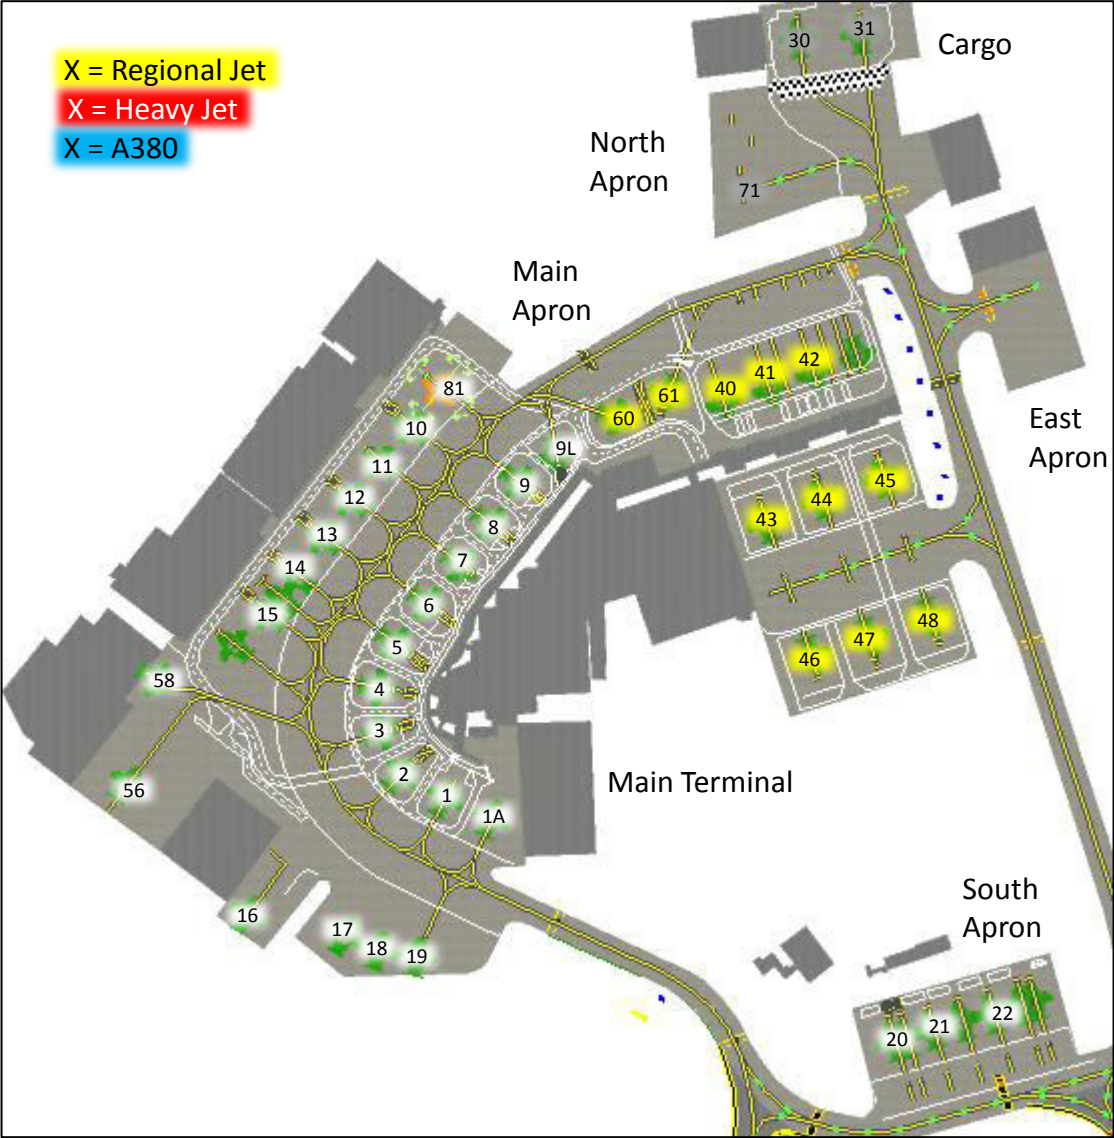 X = Regional Jet
X = Heavy Jet
X = A380
30
31
Cargo
North
Apron
71
Main
Apron
81
10
11
12
13
14
15
9L
9
8
7
6
5
4
3
2
1
1A
60
61
40
41
42
East
Apron
43
44
45
46
47
48
58
56
Main Terminal
16
17
18
19
South
Apron
20
21
22